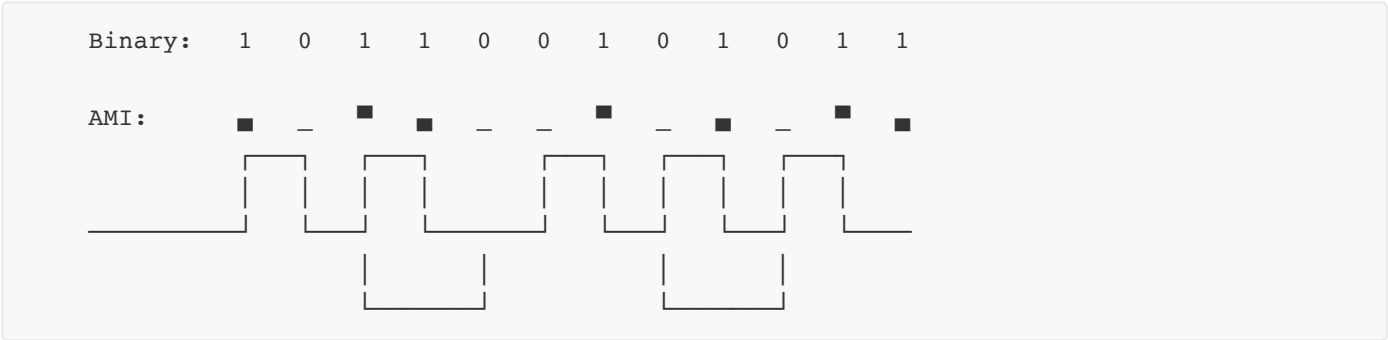 Binary: 1 0 1 1 0 0 1 0 1 0 1 1
AMI: ▄ _ ▀ ▄ _ _ ▀ _ ▄ _ ▀ ▄